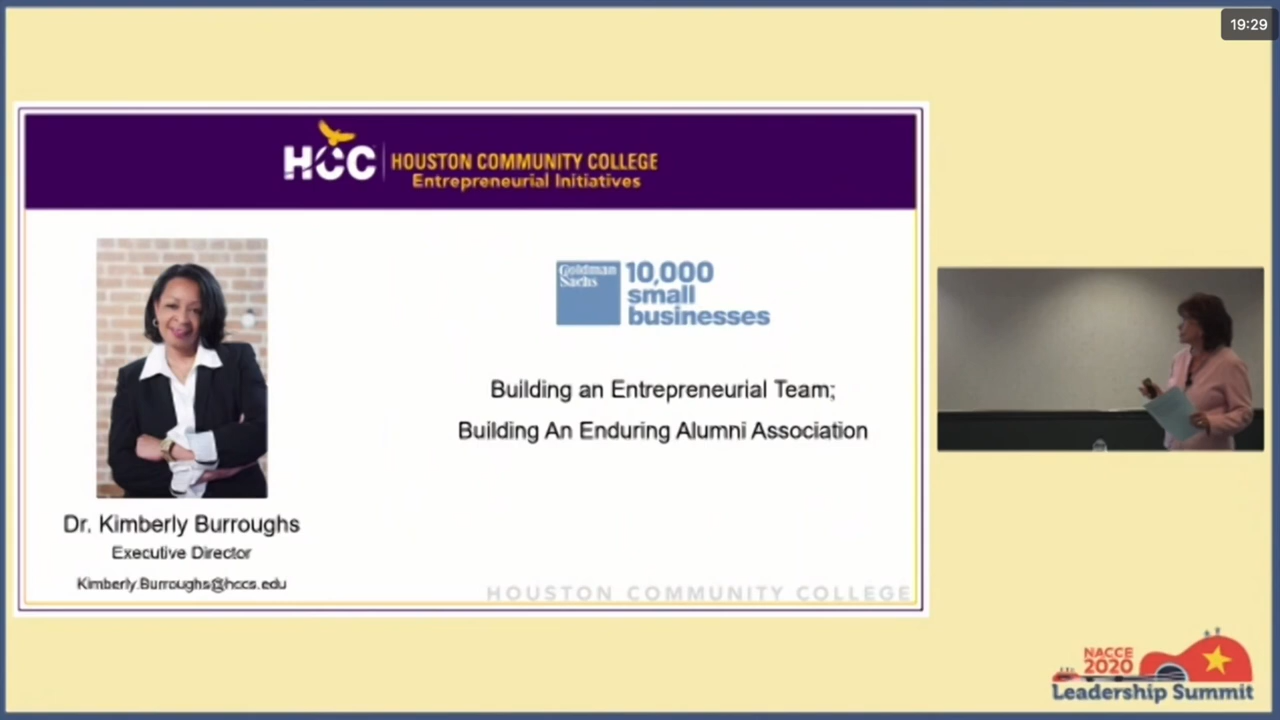 19:29
HCC
HOUSTON COMMUNITY COLLEGE
Entrepreneurial Initiatives
Goldman
Sachs
10,000
small
businesses
Building an Entrepreneurial Team;
Building An Enduring Alumni Association
Dr. Kimberly Burroughs
Executive Director
Kimberly.Burroughs@hccs.edu
HOUSTON COMMUNITY COLLEGE
NACCE
2020
Leadership Summit